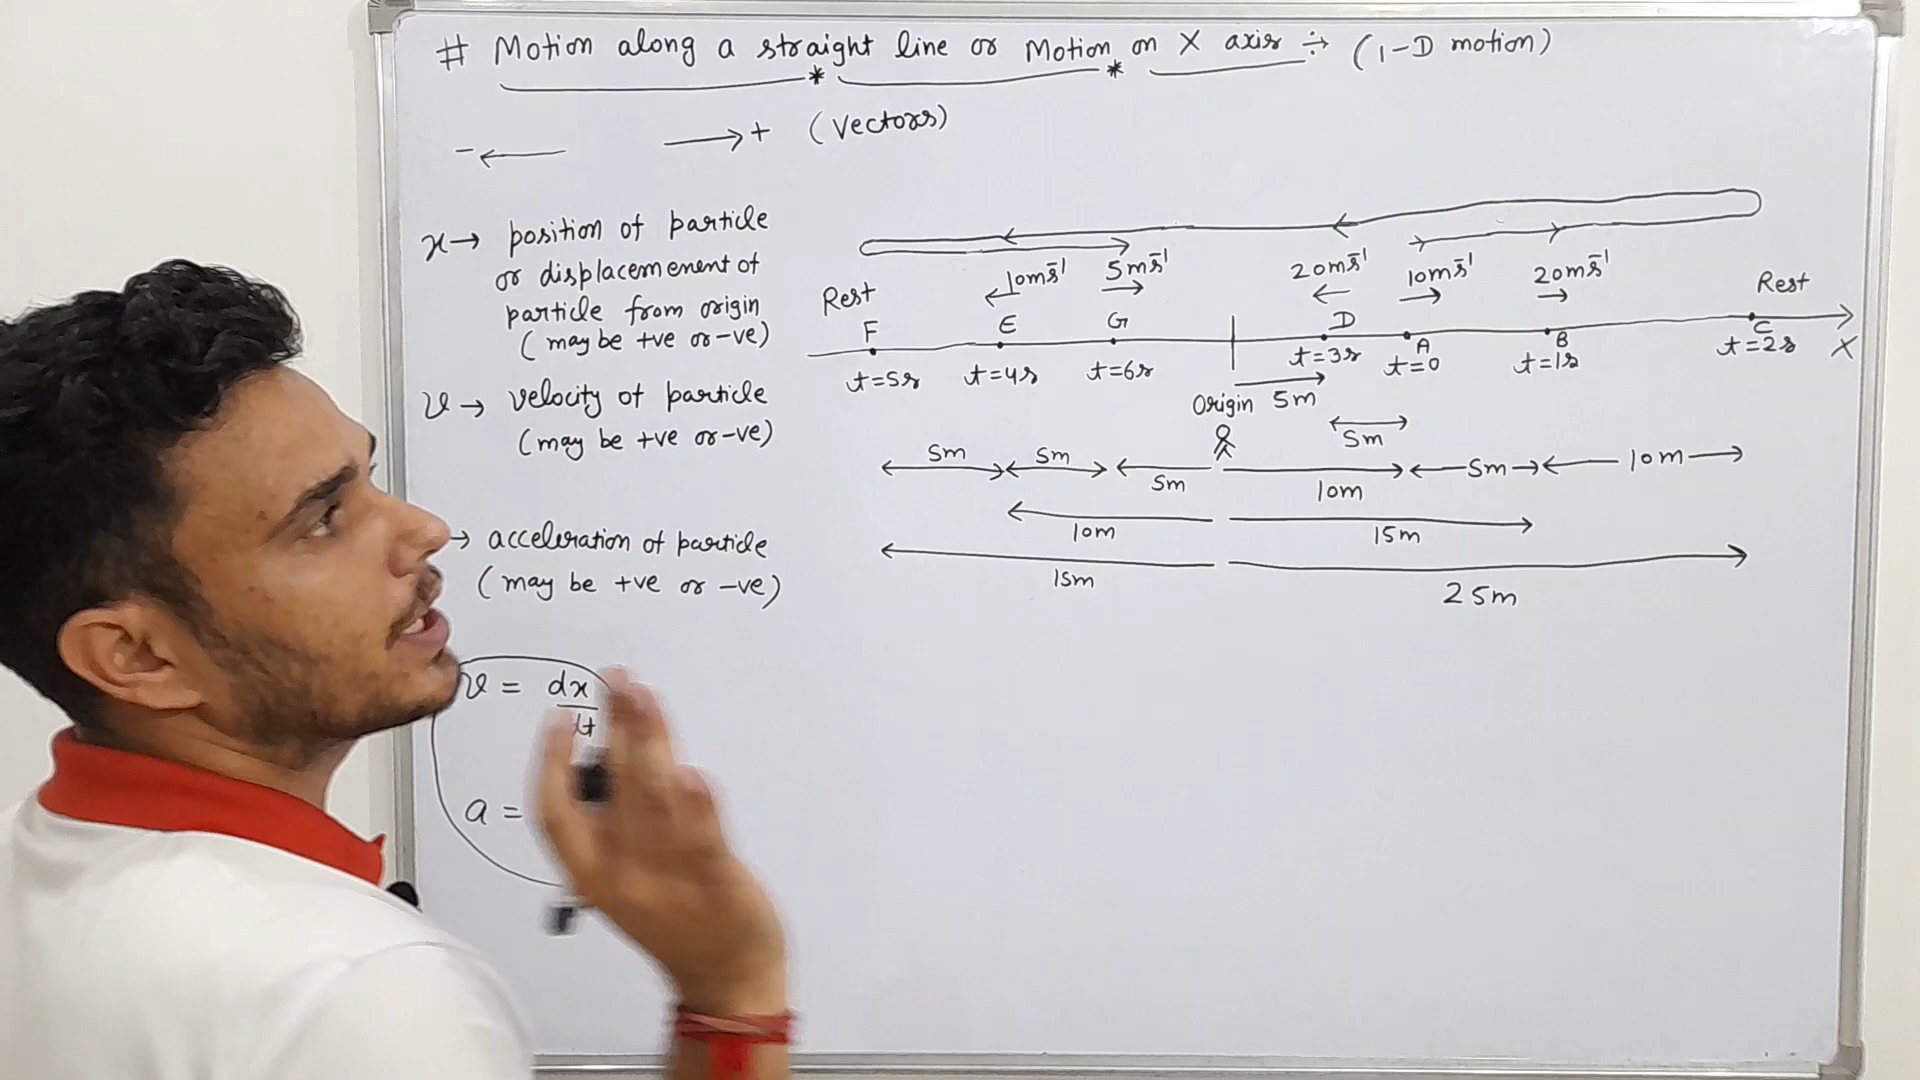 # Motion along a straight line or Motion on X axis ÷ (1-D motion)
- ← → + (Vectors)
x → position of particle
or displacemenent of
particle from origin
(may be +ve or -ve)
v → velocity of particle
(may be +ve or -ve)
→ acceleration of particle
(may be +ve or -ve)
v = dx
dt
a =
10ms⁻¹ 5ms⁻¹ 20ms⁻¹ 10ms⁻¹ 20ms⁻¹
Rest Rest
F E G D A B C X
t=5s t=4s t=6s t=3s t=0 t=1s t=2s
Origin 5m
5m
5m 5m 5m 10m 5m 10m
10m 15m
15m 25m